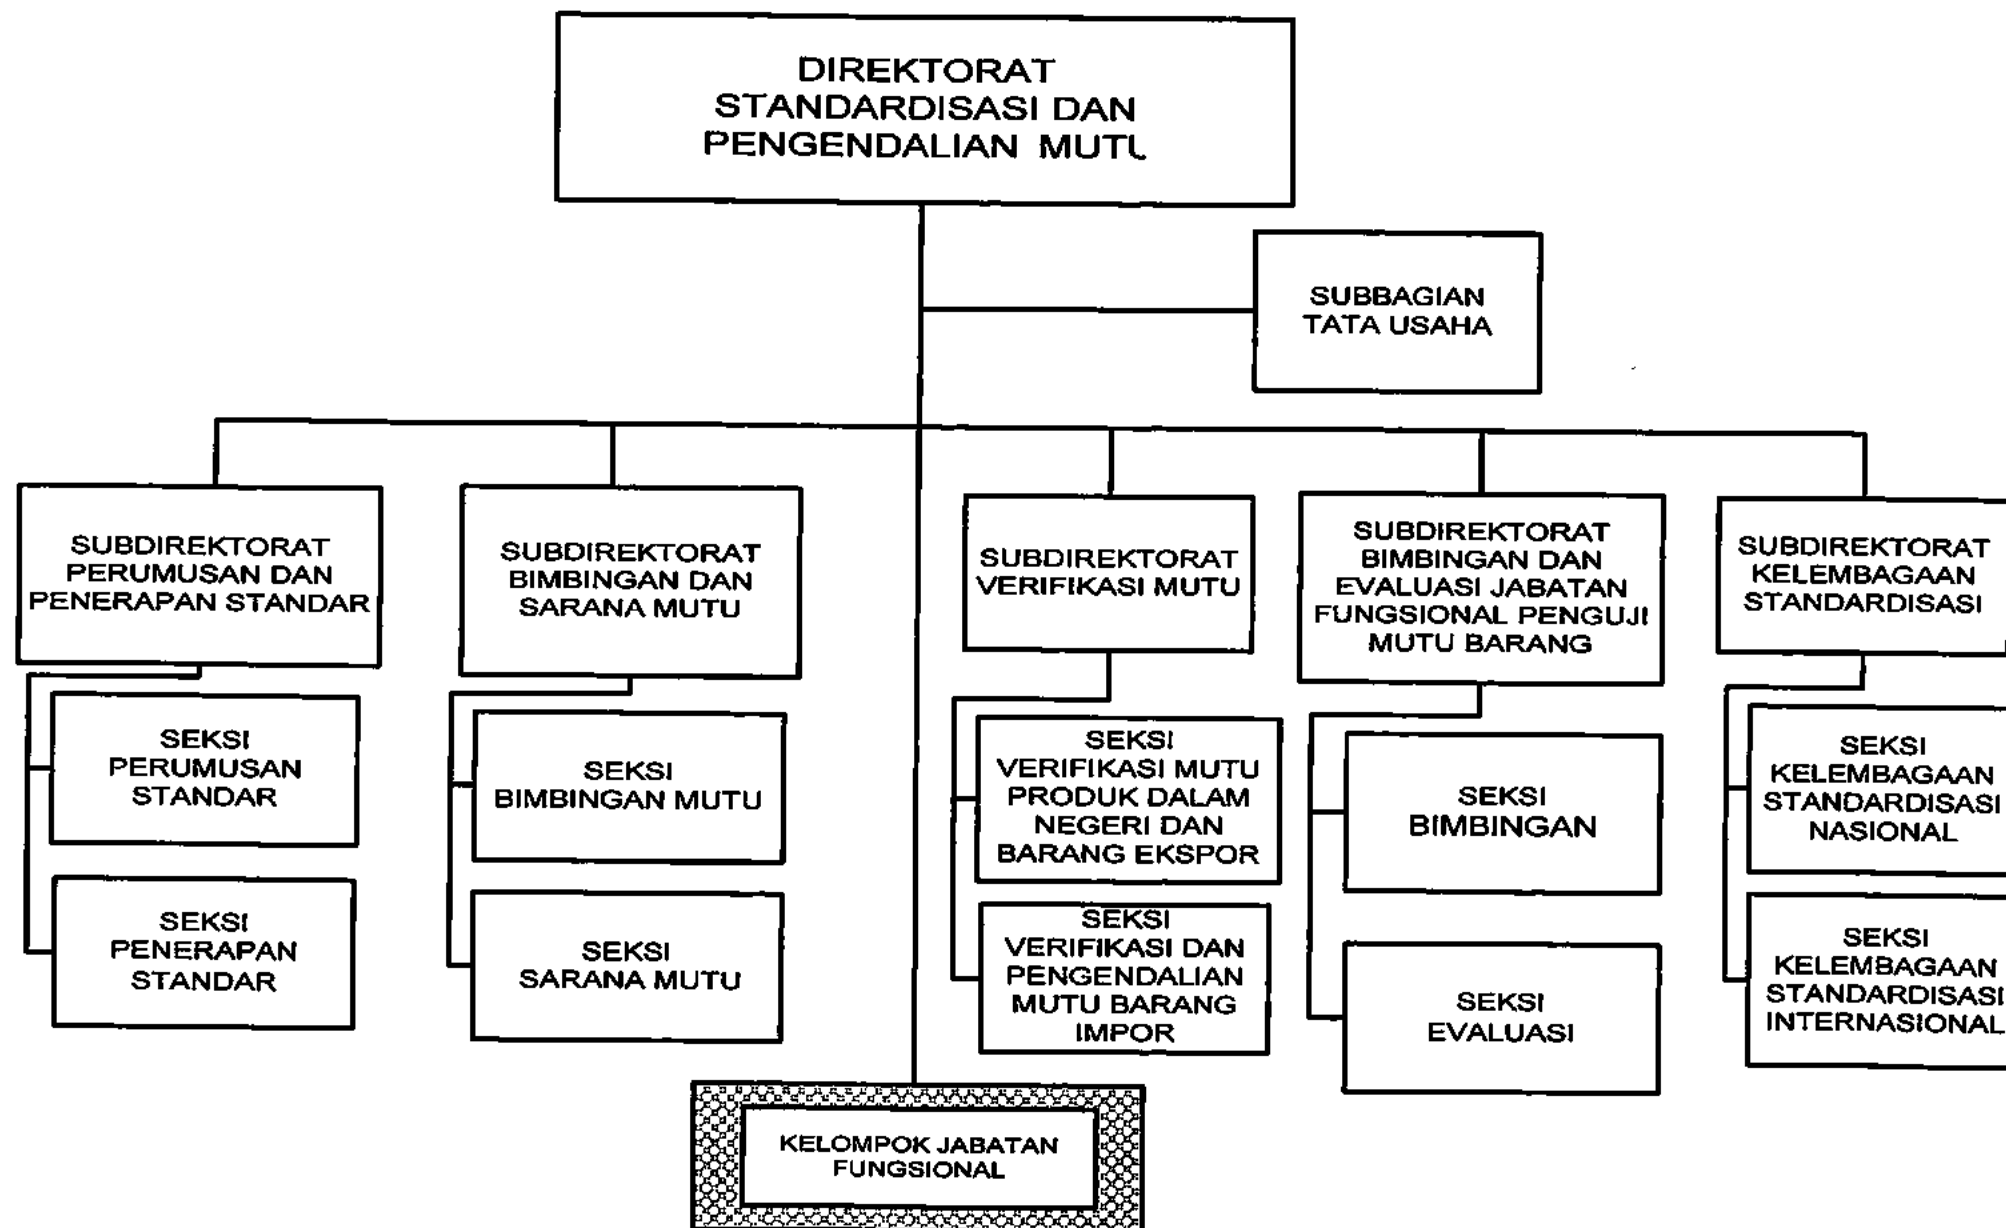 DIREKTORAT
STANDARDISASI DAN
PENGENDALIAN MUTU
SUBBAGIAN
TATA USAHA
SUBDIREKTORAT
PERUMUSAN DAN
PENERAPAN STANDAR
SUBDIREKTORAT
BIMBINGAN DAN
SARANA MUTU
SUBDIREKTORAT
VERIFIKASI MUTU
SUBDIREKTORAT
BIMBINGAN DAN
EVALUASI JABATAN
FUNGSIONAL PENGUJI
MUTU BARANG
SUBDIREKTORAT
KELEMBAGAAN
STANDARDISASI
SEKSI
PERUMUSAN
STANDAR
SEKSI
BIMBINGAN MUTU
SEKSI
VERIFIKASI MUTU
PRODUK DALAM
NEGERI DAN
BARANG EKSPOR
SEKSI
BIMBINGAN
SEKSI
KELEMBAGAAN
STANDARDISASI
NASIONAL
SEKSI
PENERAPAN
STANDAR
SEKSI
SARANA MUTU
SEKSI
VERIFIKASI DAN
PENGENDALIAN
MUTU BARANG
IMPOR
SEKSI
EVALUASI
SEKSI
KELEMBAGAAN
STANDARDISASI
INTERNASIONAL
KELOMPOK JABATAN
FUNGSIONAL